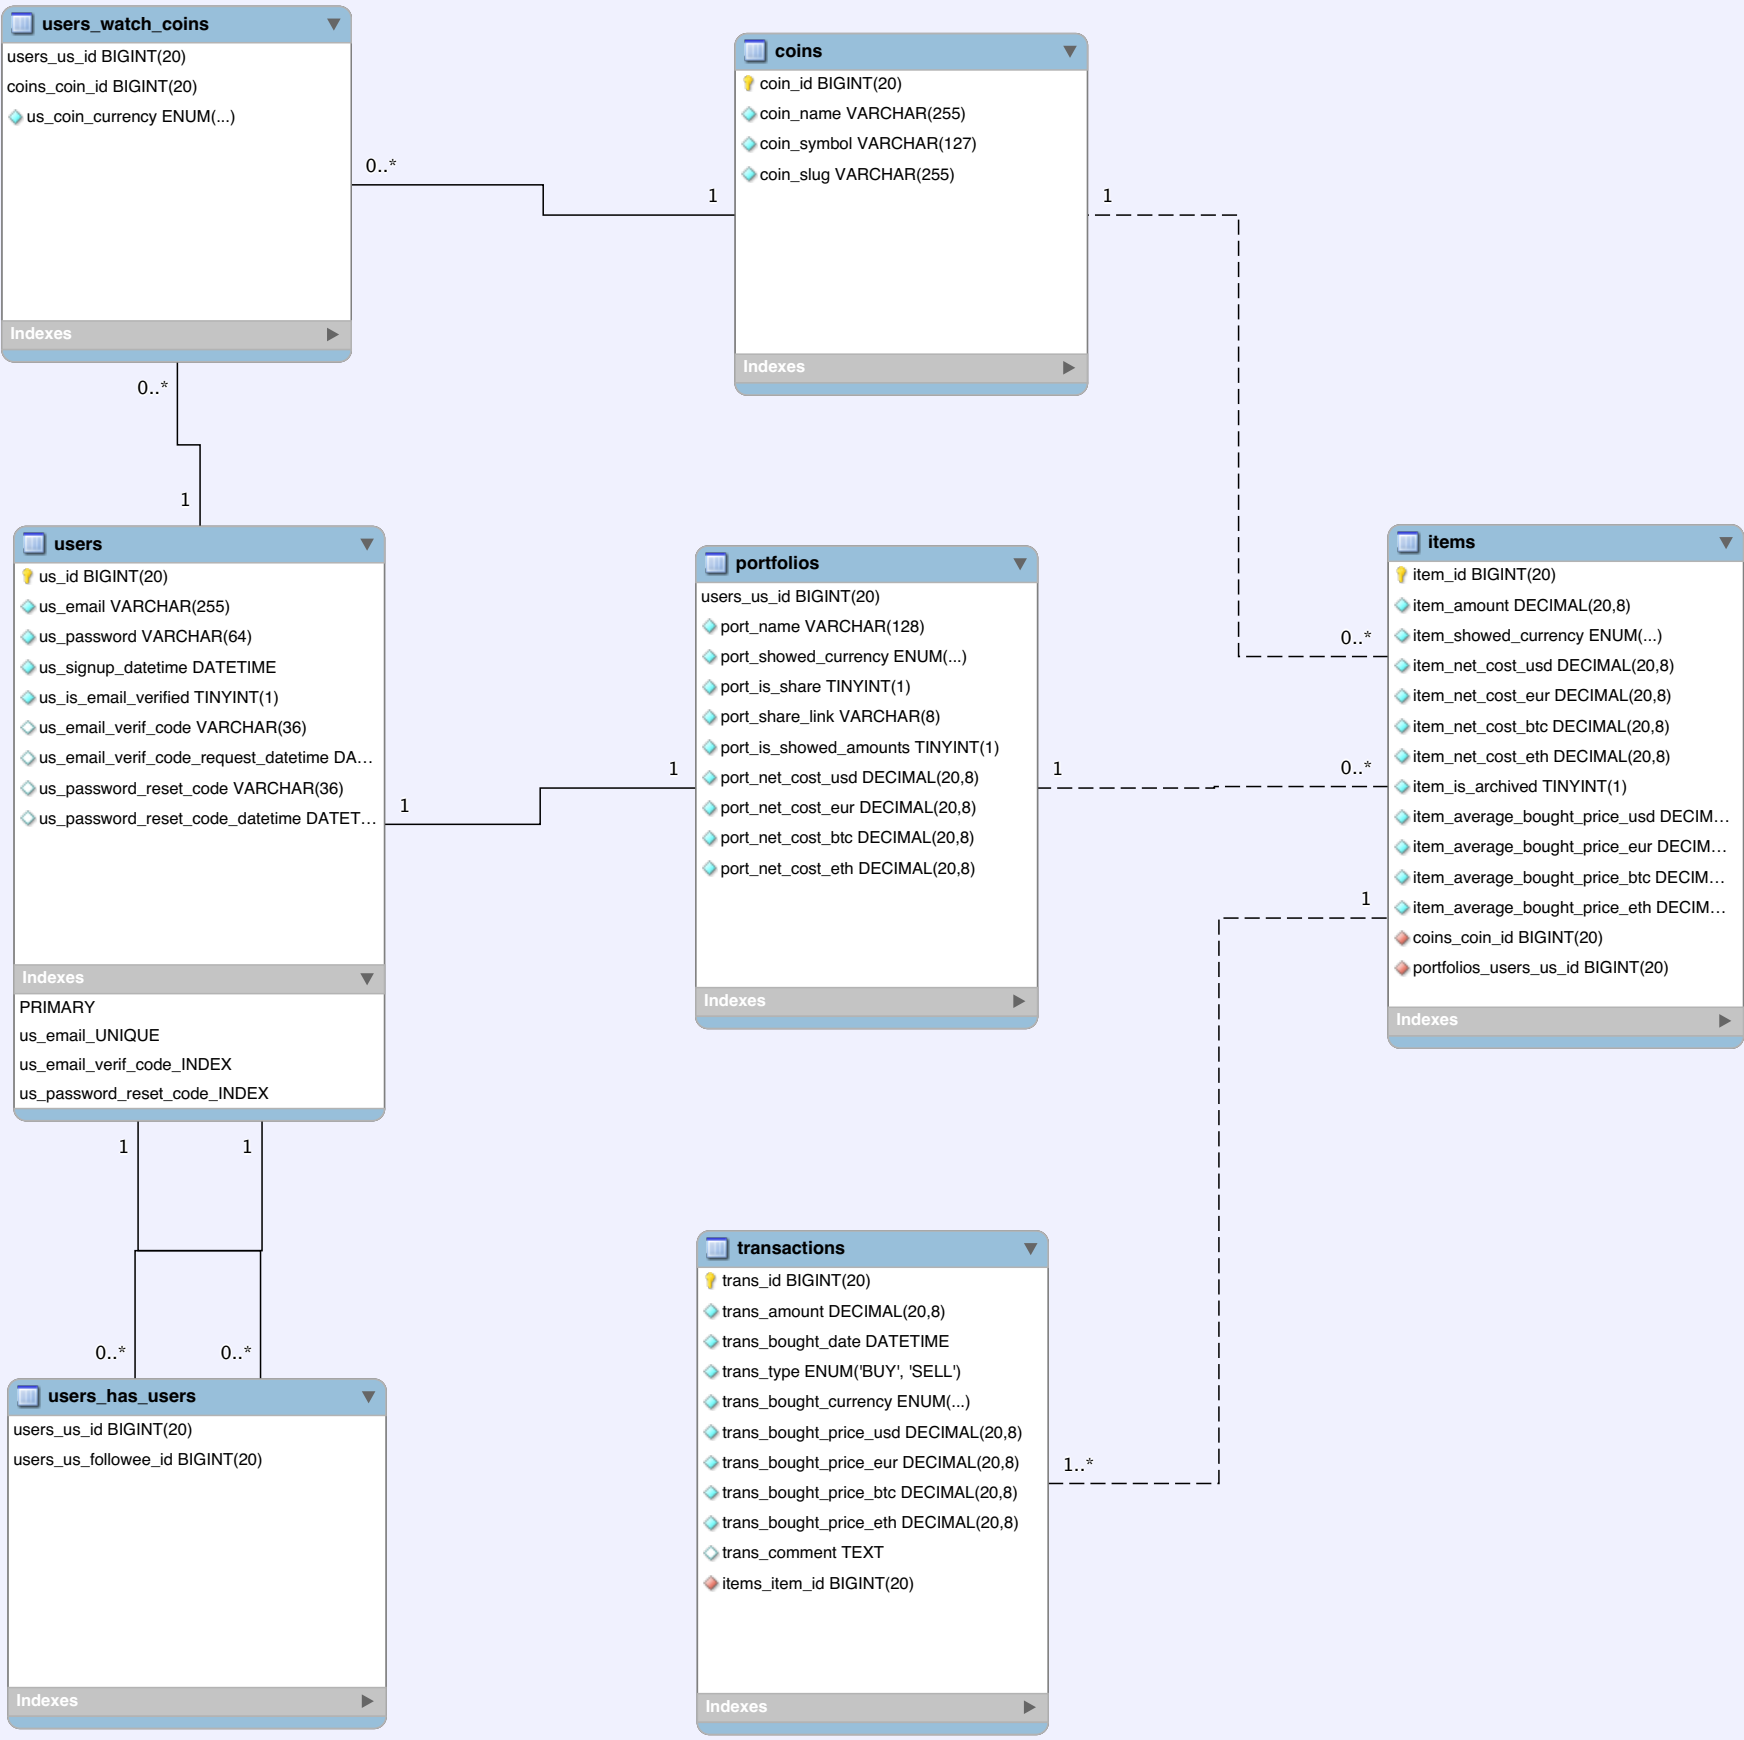 users_watch_coins
users_us_id BIGINT(20)
coins_coin_id BIGINT(20)
us_coin_currency ENUM(...)
Indexes
0..*
0..*
1
coins
coin_id BIGINT(20)
coin_name VARCHAR(255)
coin_symbol VARCHAR(127)
coin_slug VARCHAR(255)
Indexes
1
1
users
us_id BIGINT(20)
us_email VARCHAR(255)
us_password VARCHAR(64)
us_signup_datetime DATETIME
us_is_email_verified TINYINT(1)
us_email_verif_code VARCHAR(36)
us_email_verif_code_request_datetime DA...
us_password_reset_code VARCHAR(36)
us_password_reset_code_datetime DATET...
Indexes
PRIMARY
us_email_UNIQUE
us_email_verif_code_INDEX
us_password_reset_code_INDEX
1
1
1
portfolios
users_us_id BIGINT(20)
port_name VARCHAR(128)
port_showed_currency ENUM(...)
port_is_share TINYINT(1)
port_share_link VARCHAR(8)
port_is_showed_amounts TINYINT(1)
port_net_cost_usd DECIMAL(20,8)
port_net_cost_eur DECIMAL(20,8)
port_net_cost_btc DECIMAL(20,8)
port_net_cost_eth DECIMAL(20,8)
Indexes
1
1
0..*
0..*
1
items
item_id BIGINT(20)
item_amount DECIMAL(20,8)
item_showed_currency ENUM(...)
item_net_cost_usd DECIMAL(20,8)
item_net_cost_eur DECIMAL(20,8)
item_net_cost_btc DECIMAL(20,8)
item_net_cost_eth DECIMAL(20,8)
item_is_archived TINYINT(1)
item_average_bought_price_usd DECIM...
item_average_bought_price_eur DECIM...
item_average_bought_price_btc DECIM...
item_average_bought_price_eth DECIM...
coins_coin_id BIGINT(20)
portfolios_users_us_id BIGINT(20)
Indexes
0..*
0..*
users_has_users
users_us_id BIGINT(20)
users_us_followee_id BIGINT(20)
Indexes
transactions
trans_id BIGINT(20)
trans_amount DECIMAL(20,8)
trans_bought_date DATETIME
trans_type ENUM('BUY', 'SELL')
trans_bought_currency ENUM(...)
trans_bought_price_usd DECIMAL(20,8)
trans_bought_price_eur DECIMAL(20,8)
trans_bought_price_btc DECIMAL(20,8)
trans_bought_price_eth DECIMAL(20,8)
trans_comment TEXT
items_item_id BIGINT(20)
Indexes
1..*